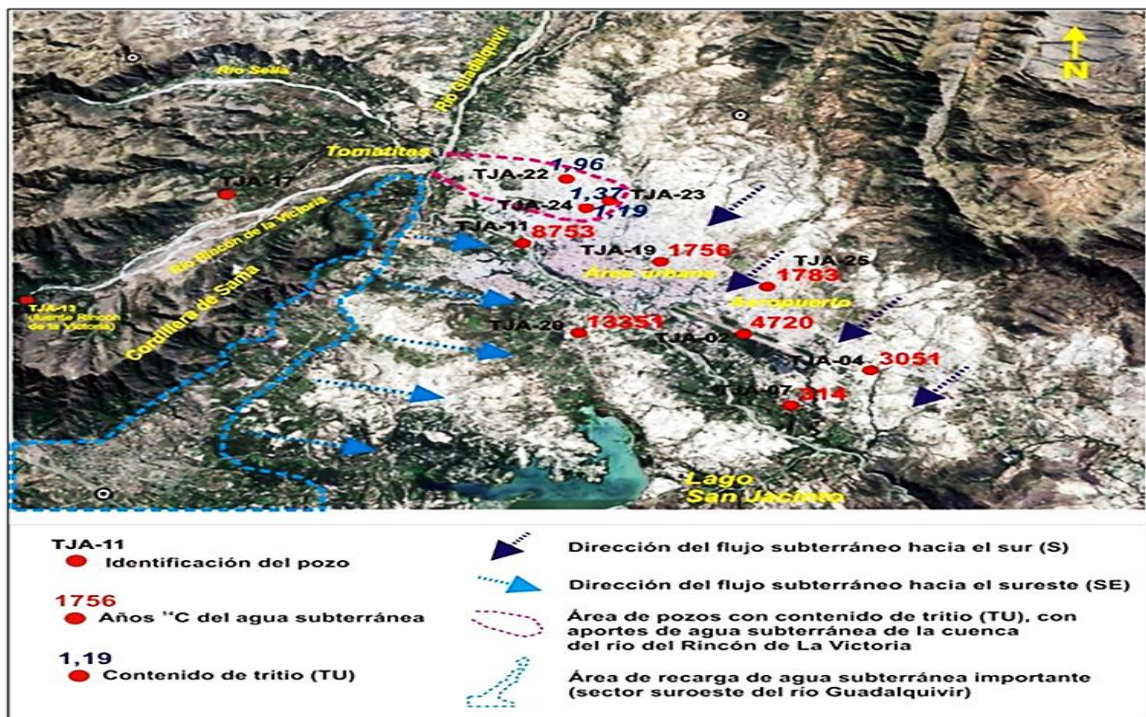 N
Río Sella
Río Guadalquivir
Tomatitas
TJA-17
TJA-22
1,96
1,37
TJA-23
TJA-24
1,19
TJA-11
8753
TJA-19
1756
Área urbana
TJA-25
1783
Aeropuerto
Río Rincón de la Victoria
TJA-13
(fuente Rincón
de la Victoria)
Cordillera de Sama
13351
TJA-02
4720
TJA-04
3051
TJA-07
314
Lago
San Jacinto
TJA-11
Identificación del pozo
1756
Años ¹⁴C del agua subterránea
1,19
Contenido de tritio (TU)
Dirección del flujo subterráneo hacia el sur (S)
Dirección del flujo subterráneo hacia el sureste (SE)
Área de pozos con contenido de tritio (TU), con
aportes de agua subterránea de la cuenca
del río del Rincón de La Victoria
Área de recarga de agua subterránea importante
(sector suroeste del río Guadalquivir)